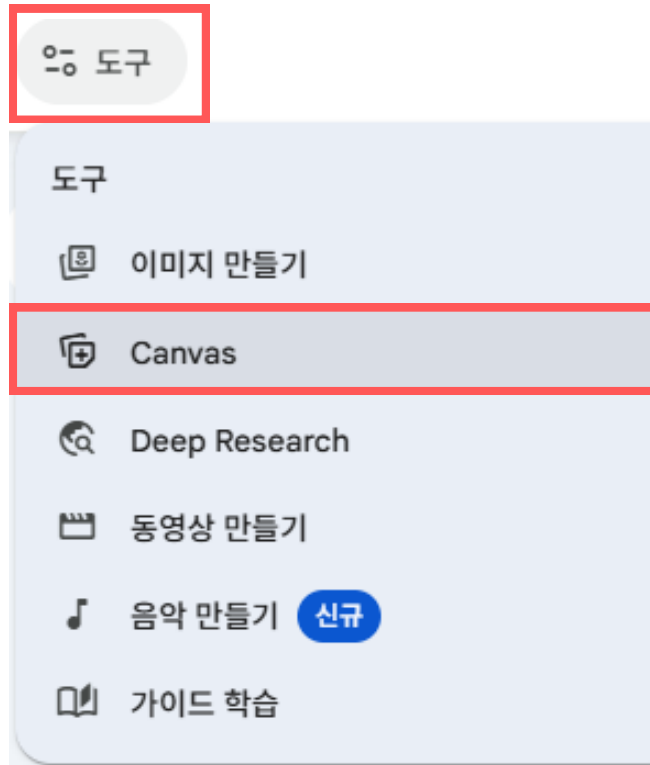 도구
도구
이미지 만들기
Canvas
Deep Research
동영상 만들기
음악 만들기 신규
가이드 학습